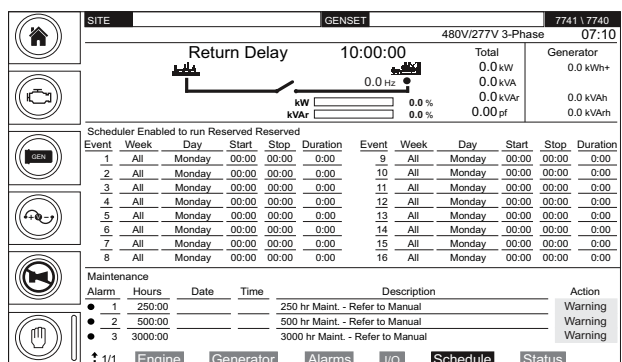 SITE GENSET 7741 \ 7740
480V/277V 3-Phase 07:10
Return Delay 10:00:00 Total Generator
0.0 kW 0.0 kWh+
0.0 Hz 0.0 kVA
kW 0.0 % 0.0 kVAr 0.0 kVAh
kVAr 0.0 % 0.00 pf 0.0 kVArh
Scheduler Enabled to run Reserved Reserved
Event Week Day Start Stop Duration Event Week Day Start Stop Duration
1 All Monday 00:00 00:00 0:00 9 All Monday 00:00 00:00 0:00
GEN
2 All Monday 00:00 00:00 0:00 10 All Monday 00:00 00:00 0:00
3 All Monday 00:00 00:00 0:00 11 All Monday 00:00 00:00 0:00
4 All Monday 00:00 00:00 0:00 12 All Monday 00:00 00:00 0:00
5 All Monday 00:00 00:00 0:00 13 All Monday 00:00 00:00 0:00
6 All Monday 00:00 00:00 0:00 14 All Monday 00:00 00:00 0:00
7 All Monday 00:00 00:00 0:00 15 All Monday 00:00 00:00 0:00
8 All Monday 00:00 00:00 0:00 16 All Monday 00:00 00:00 0:00
Maintenance
Alarm Hours Date Time Description Action
1 250:00 250 hr Maint. - Refer to Manual Warning
2 500:00 500 hr Maint. - Refer to Manual Warning
3 3000:00 3000 hr Maint. - Refer to Manual Warning
1/1 Engine Generator Alarms I/O Schedule Status